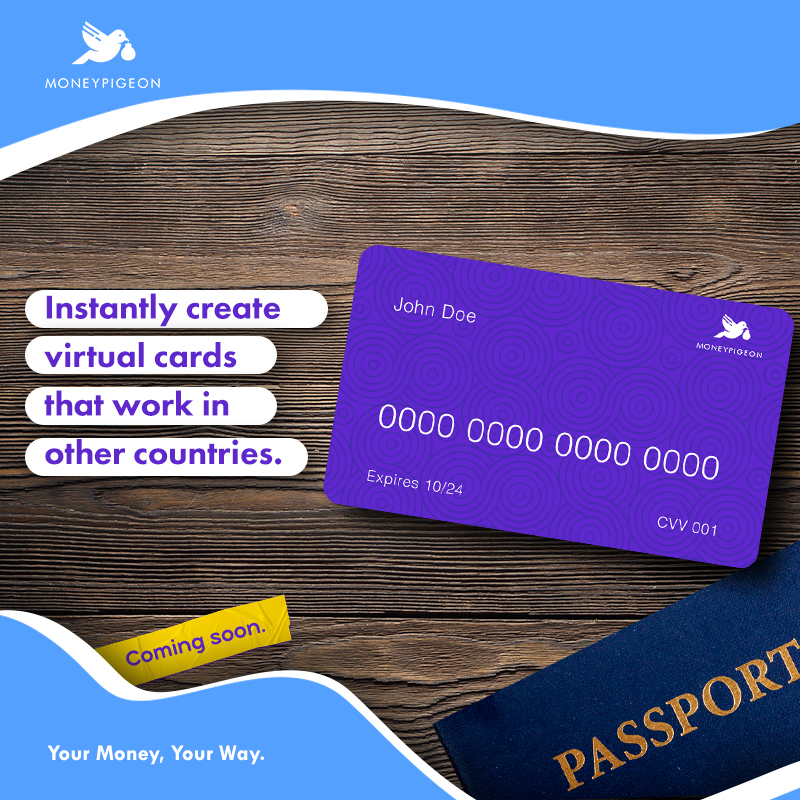 MONEYPIGEON
Instantly create
virtual cards
that work in
other countries.
John Doe
MONEYPIGEON
0000 0000 0000 0000
Expires 10/24
CVV 001
Coming soon.
PASSPORT
Your Money, Your Way.